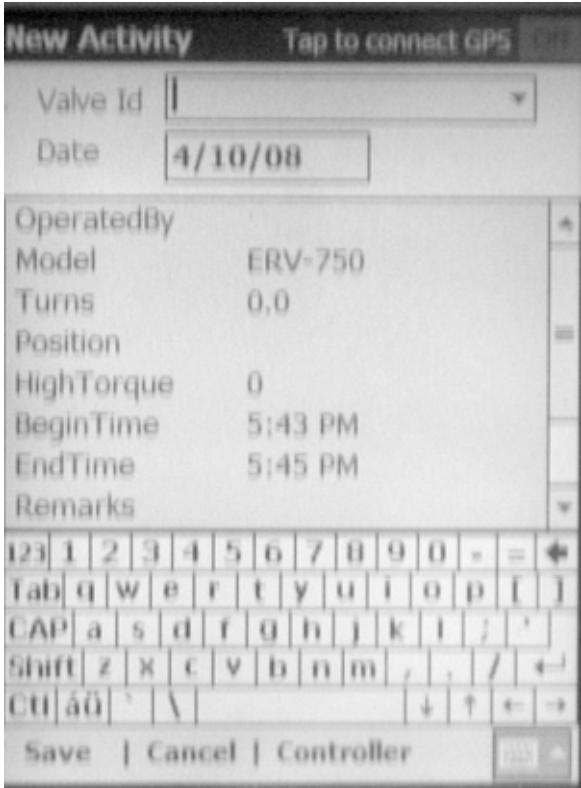 New Activity Tap to connect GPS Off
Valve Id
Date 4/10/08
OperatedBy
Model ERV-750
Turns 0.0
Position
HighTorque 0
BeginTime 5:43 PM
EndTime 5:45 PM
Remarks
123 1 2 3 4 5 6 7 8 9 0 - =
Tab q w e r t y u i o p [ ]
CAP a s d f g h j k l ; '
Shift z x c v b n m , . /
Ctl áü ` \
Save | Cancel | Controller